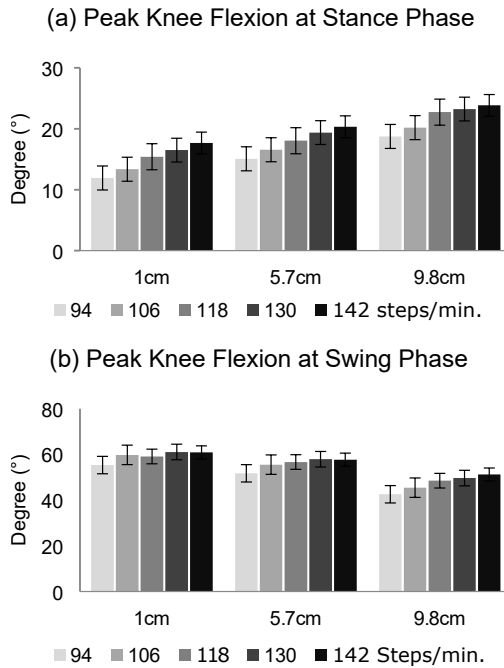 (a) Peak Knee Flexion at Stance Phase
Degree (°)
30
20
10
0
1cm 5.7cm 9.8cm
94 106 118 130 142 steps/min.
(b) Peak Knee Flexion at Swing Phase
Degree (°)
80
60
40
20
0
1cm 5.7cm 9.8cm
94 106 118 130 142 Steps/min.